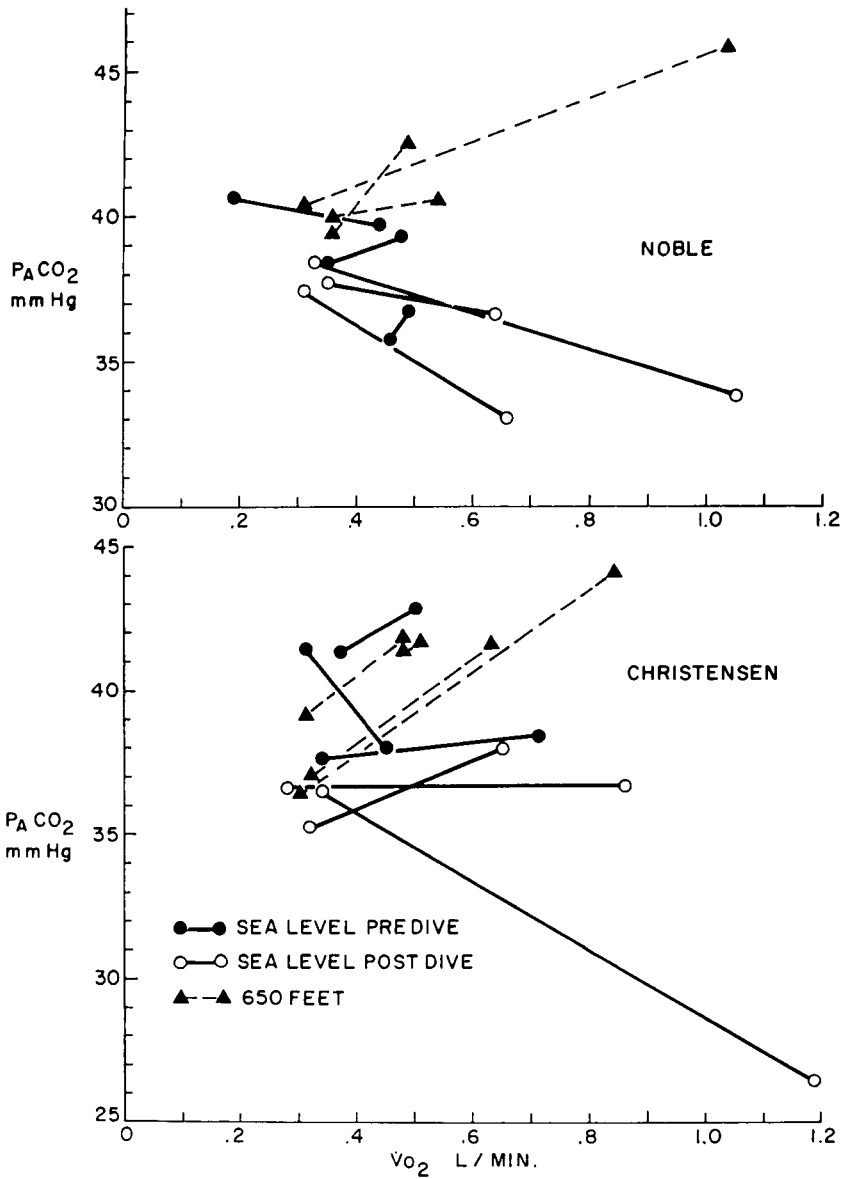 45
40
PACO2
mm Hg
35
30
NOBLE
0 .2 .4 .6 .8 1.0 1.2
45
40
CHRISTENSEN
PACO2
mm Hg
35
30
25
SEA LEVEL PREDIVE
SEA LEVEL POST DIVE
650 FEET
0 .2 .4 .6 .8 1.0 1.2
V̇O2 L / MIN.